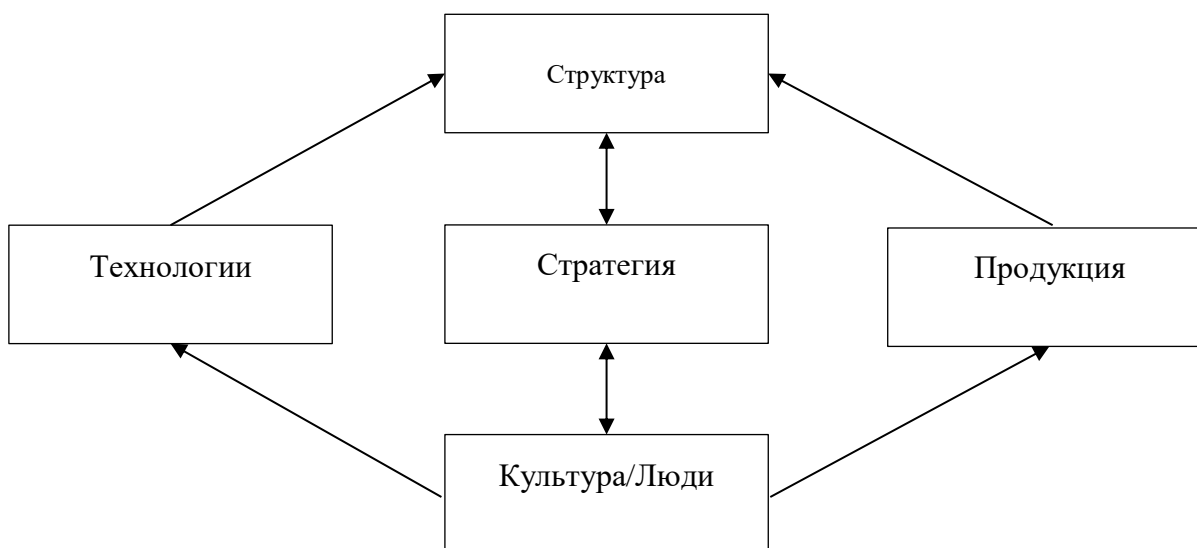 Структура
Технологии
Стратегия
Продукция
Культура/Люди